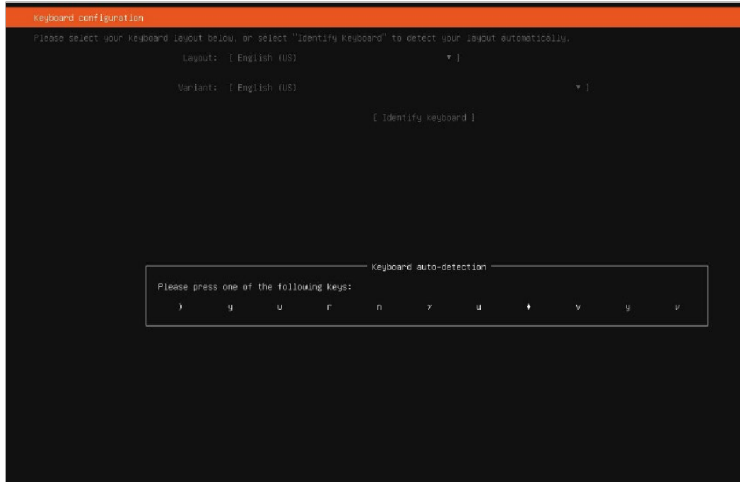 Keyboard configuration
Please select your keyboard layout below, or select "Identify Keyboard" to detect your layout automatically.
Layout: [ English (US) ▾ ]
Variant: [ English (US) ▾ ]
[ Identify keyboard ]
Keyboard auto-detection
Please press one of the following keys:
y u r n u v y